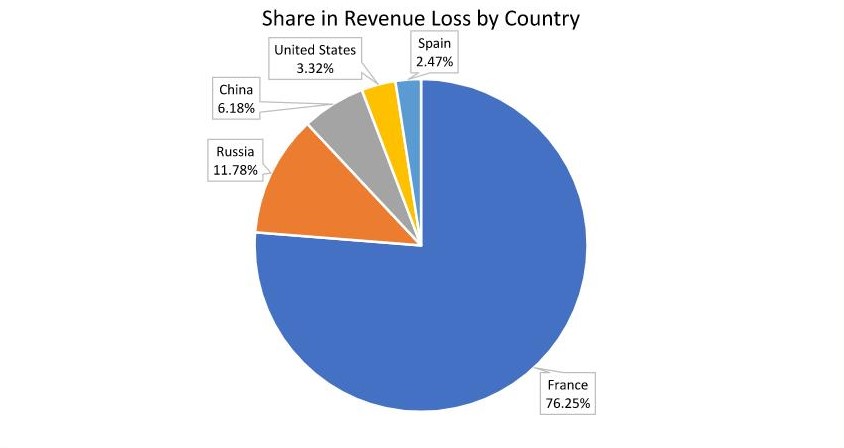 Share in Revenue Loss by Country
Spain
2.47%
United States
3.32%
China
6.18%
Russia
11.78%
France
76.25%